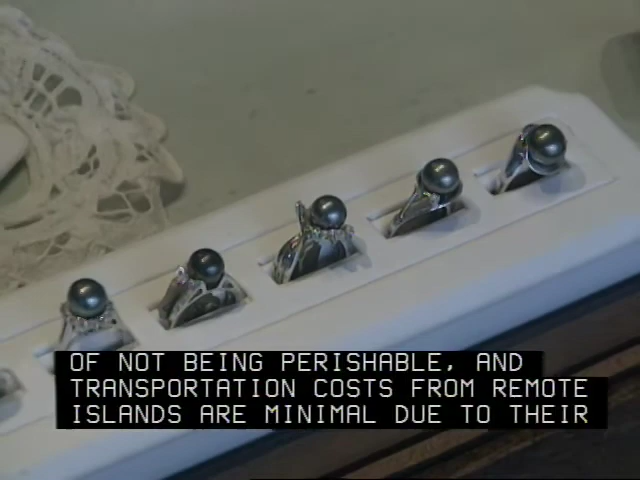 OF NOT BEING PERISHABLE, AND
TRANSPORTATION COSTS FROM REMOTE
ISLANDS ARE MINIMAL DUE TO THEIR